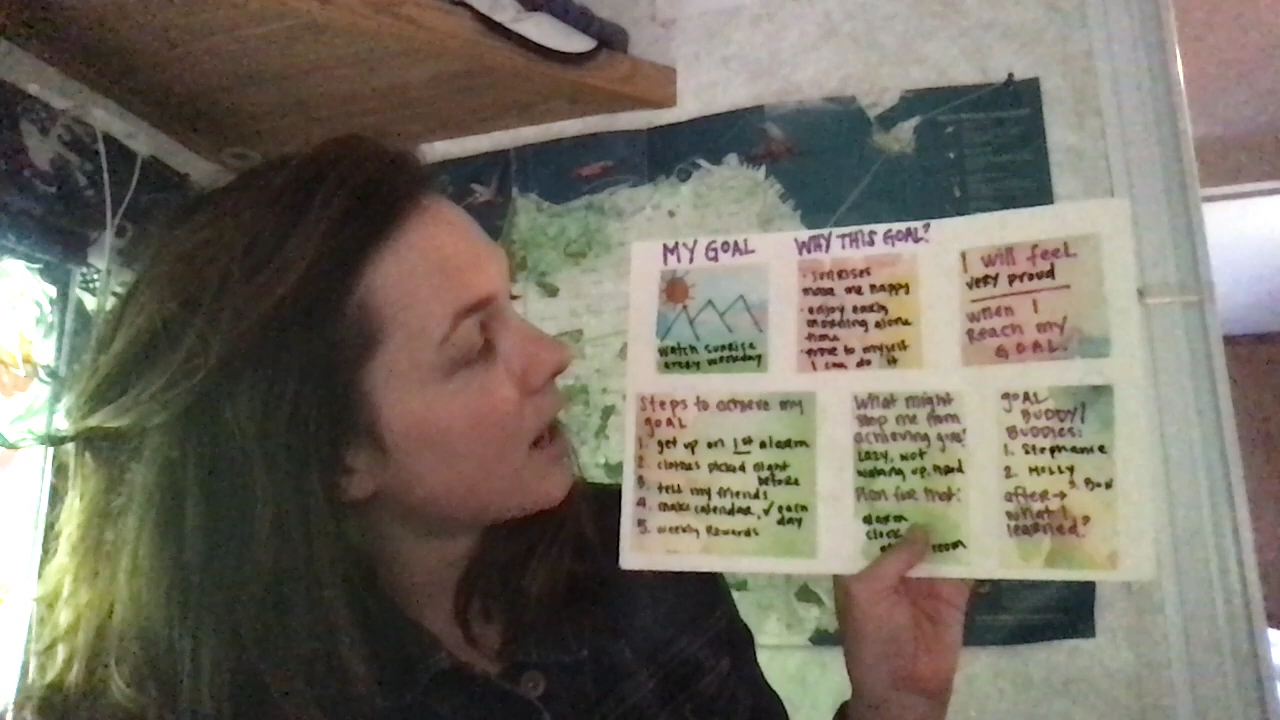 MY GOAL
watch sunrise
every weekday
WHY THIS GOAL?
· sunrises
make me happy
· enjoy early
morning alone
time
· prove to myself
I can do it
I will feel
very proud
when I
Reach my
GOAL.
Steps to achieve my
goal
1. get up on 1st alarm
2. clothes picked night
before
3. tell my friends
4. make calendar, ✓ each
day
5. weekly Rewards
What might
stop me from
achieving goal?
Lazy, not
waking up, tired
Plan for that:
alarm
clock
room
goal
BUDDY/
BUDDIES:
1. Stephanie
2. Molly
after→
what I
learned?